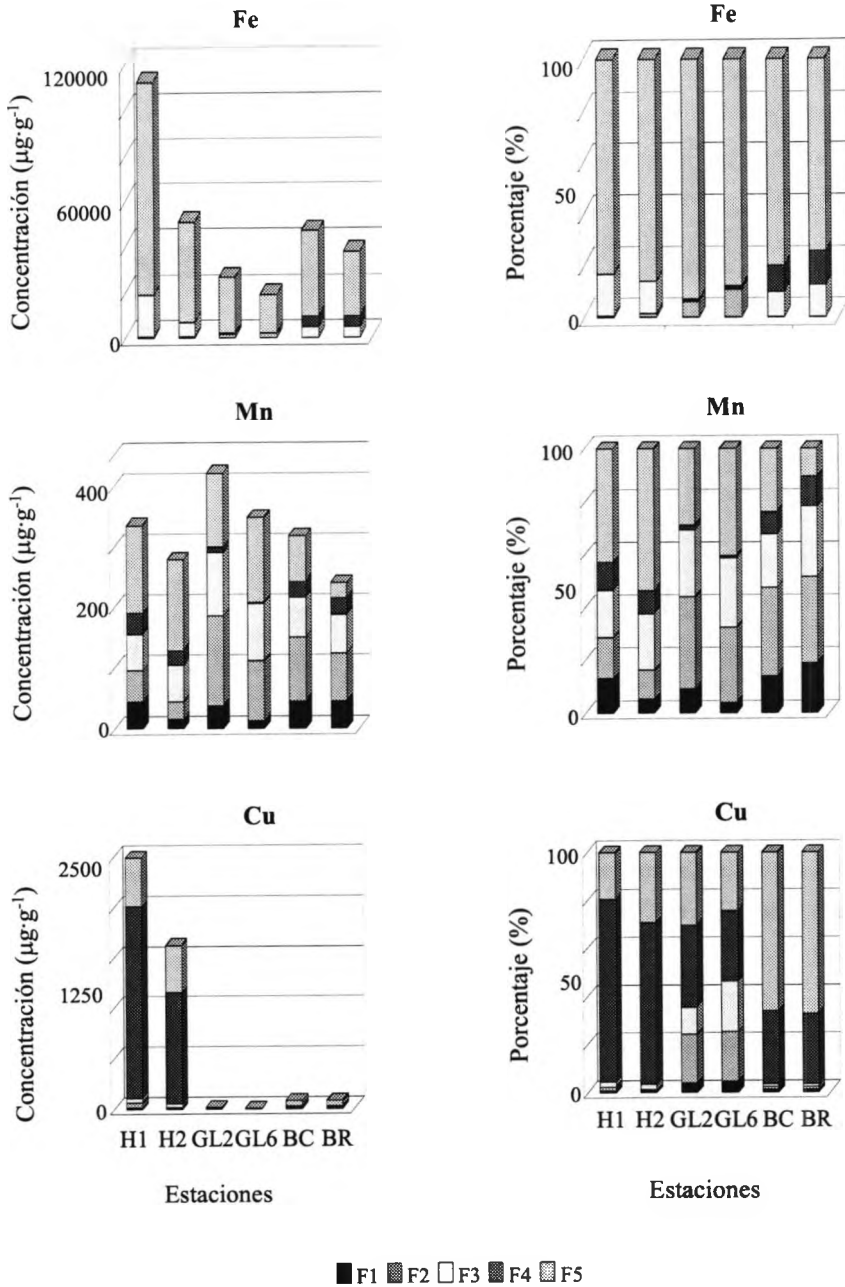 Fe
Fe
Concentración (µg·g⁻¹)
120000
60000
0
Porcentaje (%)
100
50
0
Mn
Mn
Concentración (µg·g⁻¹)
400
200
0
Porcentaje (%)
100
50
0
Cu
Cu
Concentración (µg·g⁻¹)
2500
1250
0
H1 H2 GL2 GL6 BC BR
Estaciones
Porcentaje (%)
100
50
0
H1 H2 GL2 GL6 BC BR
Estaciones
F1 F2 F3 F4 F5